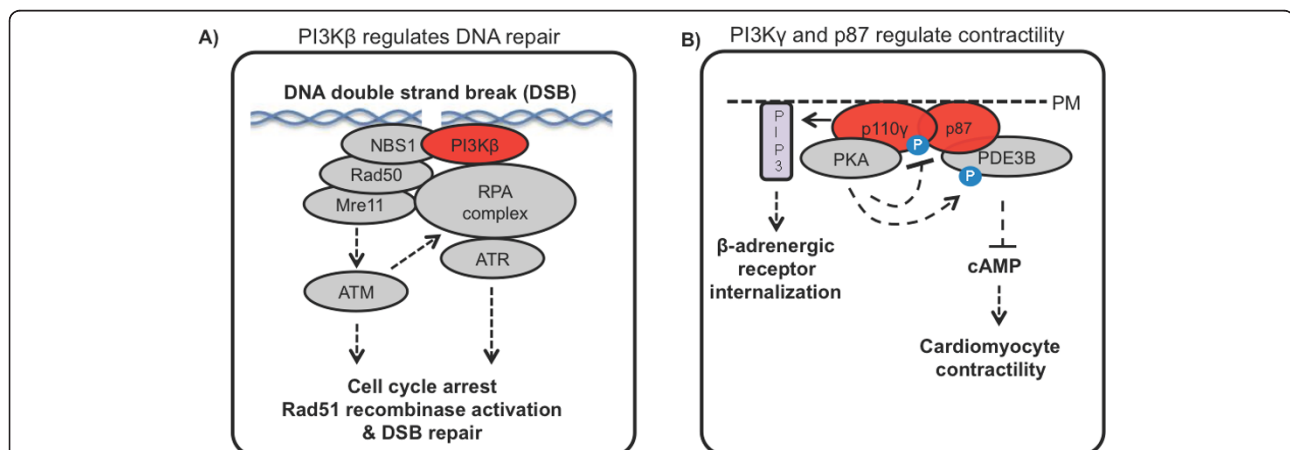 A) PI3Kβ regulates DNA repair
DNA double strand break (DSB)
NBS1
PI3Kβ
Rad50
Mre11
RPA
complex
ATR
ATM
Cell cycle arrest
Rad51 recombinase activation
& DSB repair
B) PI3Kγ and p87 regulate contractility
PM
PIP3
p110γ
p87
P
PKA
PDE3B
P
β-adrenergic
receptor
internalization
cAMP
Cardiomyocyte
contractility